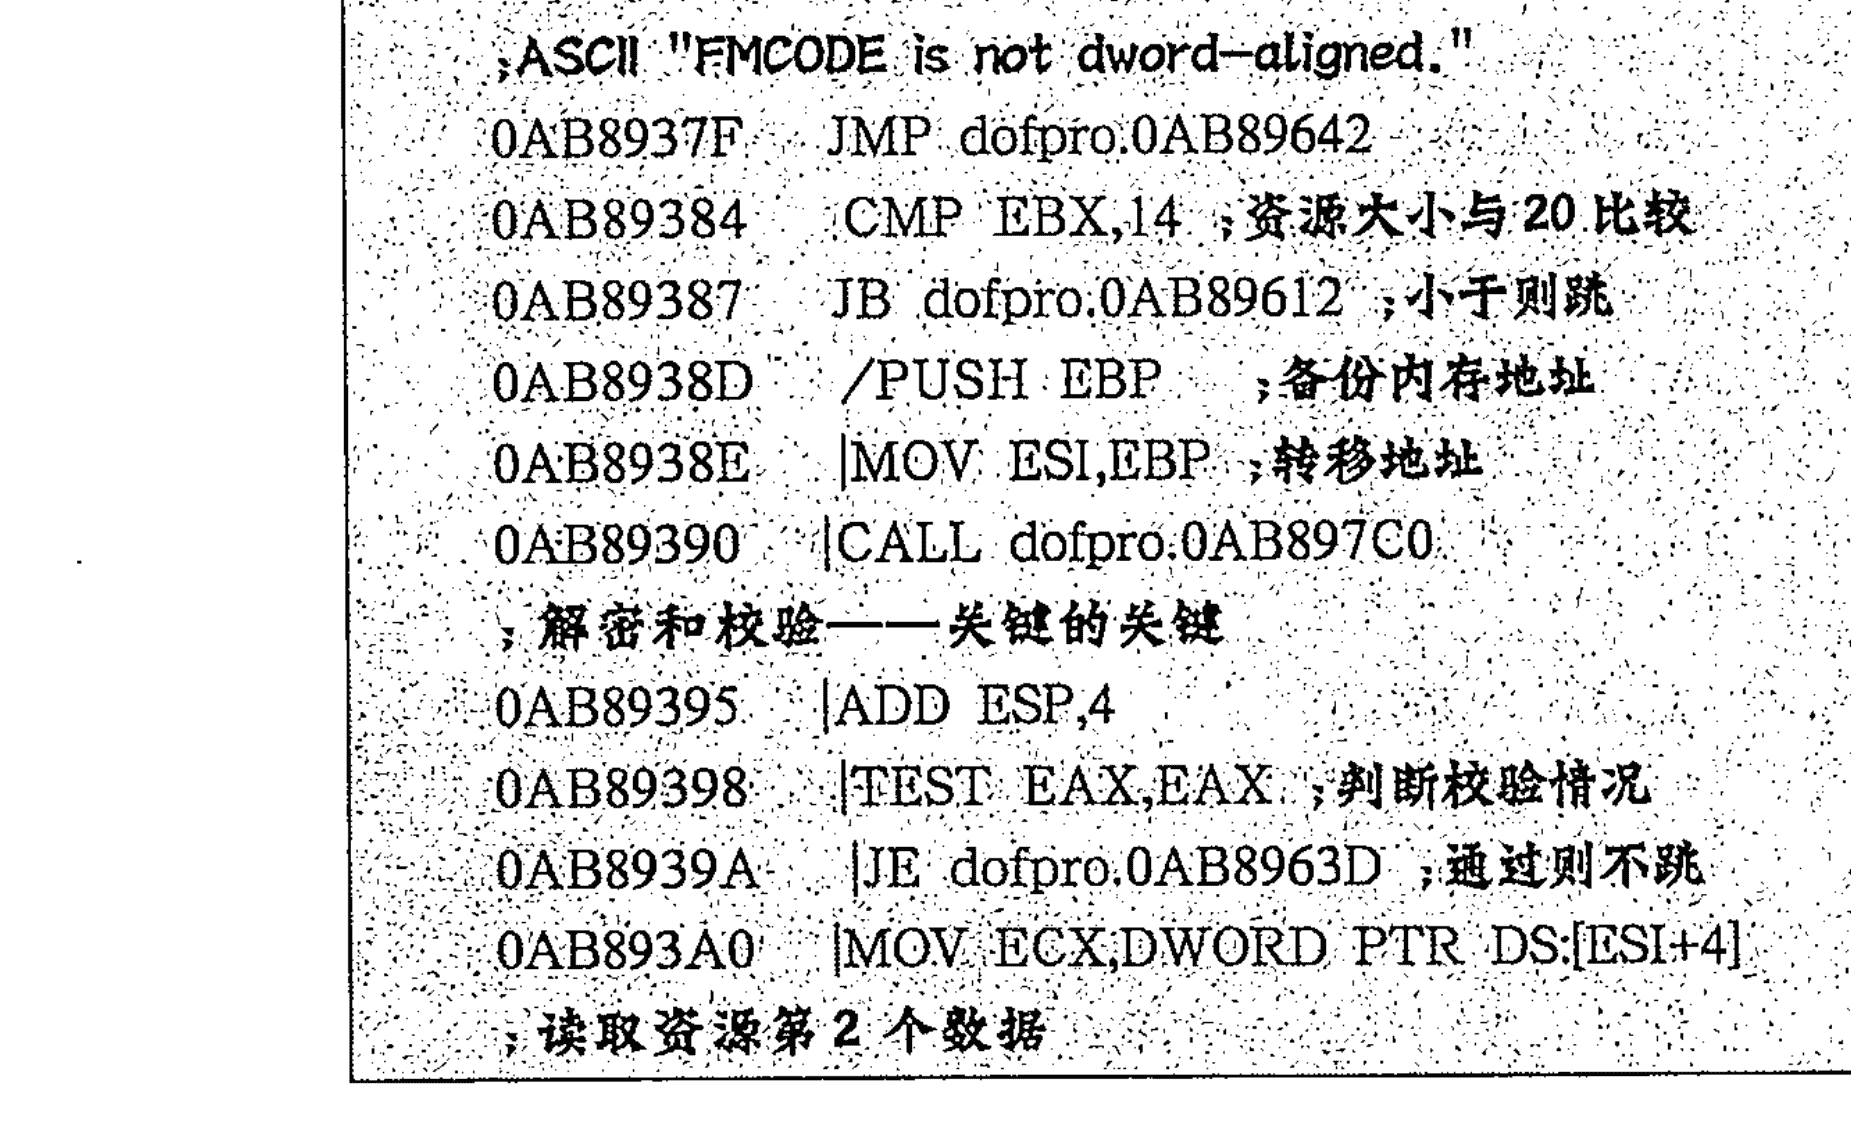 ;ASCII "FMCODE is not dword-aligned."
0AB8937F JMP dofpro.0AB89642
0AB89384 CMP EBX,14 ;资源大小与20比较
0AB89387 JB dofpro.0AB89612 ;小于则跳
0AB8938D /PUSH EBP ;备份内存地址
0AB8938E |MOV ESI,EBP ;转移地址
0AB89390 |CALL dofpro.0AB897C0
;解密和校验——关键的关键
0AB89395 |ADD ESP,4
0AB89398 |TEST EAX,EAX ;判断校验情况
0AB8939A |JE dofpro.0AB8963D ;通过则不跳
0AB893A0 |MOV ECX,DWORD PTR DS:[ESI+4]
;读取资源第2个数据